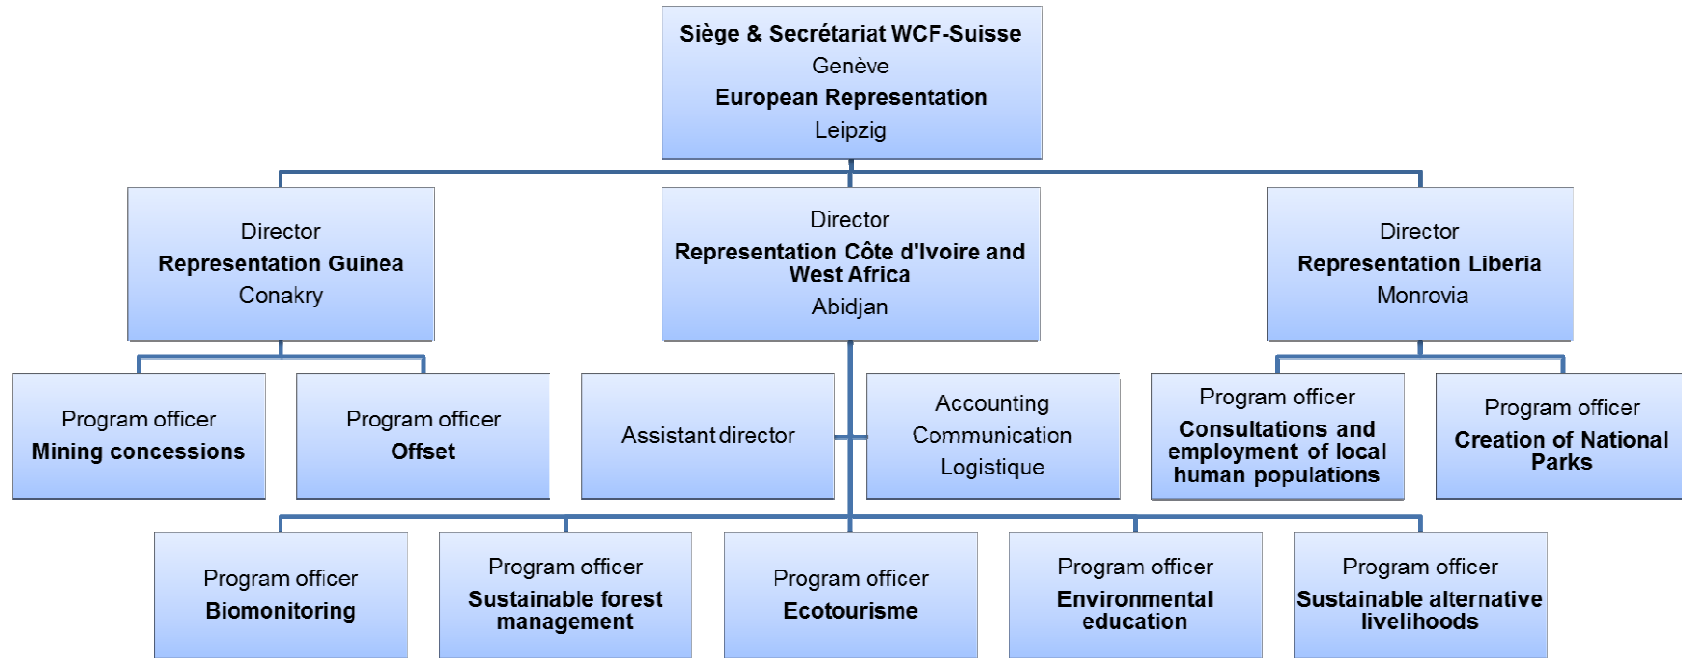 Siège & Secrétariat WCF-Suisse
Genève
European Representation
Leipzig
Director
Representation Guinea
Conakry
Director
Representation Côte d'Ivoire and
West Africa
Abidjan
Director
Representation Liberia
Monrovia
Program officer
Mining concessions
Program officer
Offset
Assistant director
Accounting
Communication
Logistique
Program officer
Consultations and
employment of local
human populations
Program officer
Creation of National
Parks
Program officer
Biomonitoring
Program officer
Sustainable forest
management
Program officer
Ecotourisme
Program officer
Environmental
education
Program officer
Sustainable alternative
livelihoods